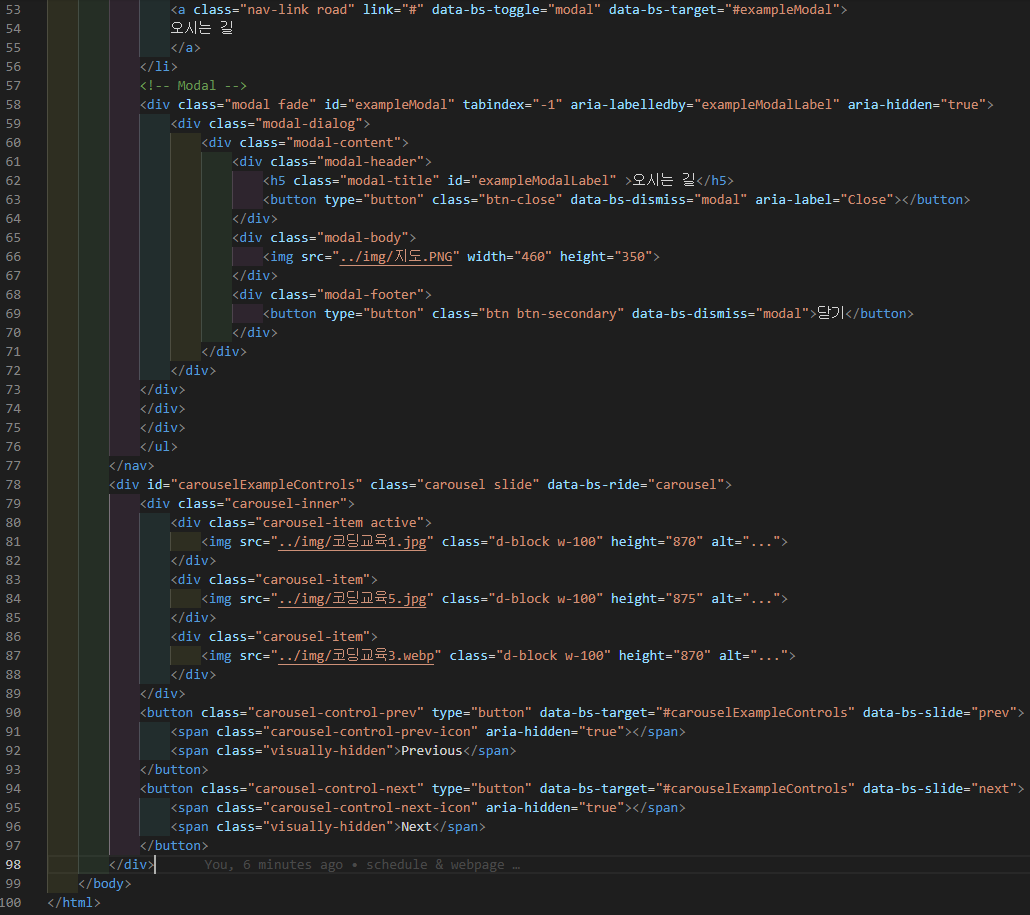 53 <a class="nav-link road" link="#" data-bs-toggle="modal" data-bs-target="#exampleModal">
54 오시는 길
55 </a>
56 </li>
57 <!-- Modal -->
58 <div class="modal fade" id="exampleModal" tabindex="-1" aria-labelledby="exampleModalLabel" aria-hidden="true">
59 <div class="modal-dialog">
60 <div class="modal-content">
61 <div class="modal-header">
62 <h5 class="modal-title" id="exampleModalLabel" >오시는 길</h5>
63 <button type="button" class="btn-close" data-bs-dismiss="modal" aria-label="Close"></button>
64 </div>
65 <div class="modal-body">
66 <img src="../img/지도.PNG" width="460" height="350">
67 </div>
68 <div class="modal-footer">
69 <button type="button" class="btn btn-secondary" data-bs-dismiss="modal">닫기</button>
70 </div>
71 </div>
72 </div>
73 </div>
74 </div>
75 </div>
76 </ul>
77 </nav>
78 <div id="carouselExampleControls" class="carousel slide" data-bs-ride="carousel">
79 <div class="carousel-inner">
80 <div class="carousel-item active">
81 <img src="../img/코딩교육1.jpg" class="d-block w-100" height="870" alt="...">
82 </div>
83 <div class="carousel-item">
84 <img src="../img/코딩교육5.jpg" class="d-block w-100" height="875" alt="...">
85 </div>
86 <div class="carousel-item">
87 <img src="../img/코딩교육3.webp" class="d-block w-100" height="870" alt="...">
88 </div>
89 </div>
90 <button class="carousel-control-prev" type="button" data-bs-target="#carouselExampleControls" data-bs-slide="prev">
91 <span class="carousel-control-prev-icon" aria-hidden="true"></span>
92 <span class="visually-hidden">Previous</span>
93 </button>
94 <button class="carousel-control-next" type="button" data-bs-target="#carouselExampleControls" data-bs-slide="next">
95 <span class="carousel-control-next-icon" aria-hidden="true"></span>
96 <span class="visually-hidden">Next</span>
97 </button>
98 </div> You, 6 minutes ago • schedule & webpage …
99 </body>
100 </html>